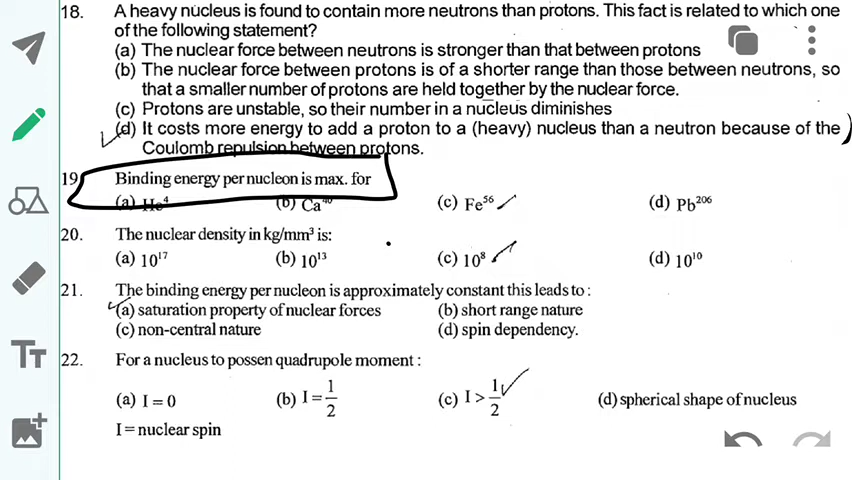 18. A heavy nucleus is found to contain more neutrons than protons. This fact is related to which one
of the following statement?
(a) The nuclear force between neutrons is stronger than that between protons
(b) The nuclear force between protons is of a shorter range than those between neutrons, so
that a smaller number of protons are held together by the nuclear force.
(c) Protons are unstable, so their number in a nucleus diminishes
(d) It costs more energy to add a proton to a (heavy) nucleus than a neutron because of the
Coulomb repulsion between protons.
19. Binding energy per nucleon is max. for
(a) He⁴ (b) Ca⁴⁰ (c) Fe⁵⁶ (d) Pb²⁰⁶
20. The nuclear density in kg/mm³ is:
(a) 10¹⁷ (b) 10¹³ (c) 10⁸ (d) 10¹⁰
21. The binding energy per nucleon is approximately constant this leads to :
(a) saturation property of nuclear forces (b) short range nature
(c) non-central nature (d) spin dependency.
22. For a nucleus to possen quadrupole moment :
(a) I = 0 (b) I = 1/2 (c) I > 1/2 (d) spherical shape of nucleus
I = nuclear spin
TT